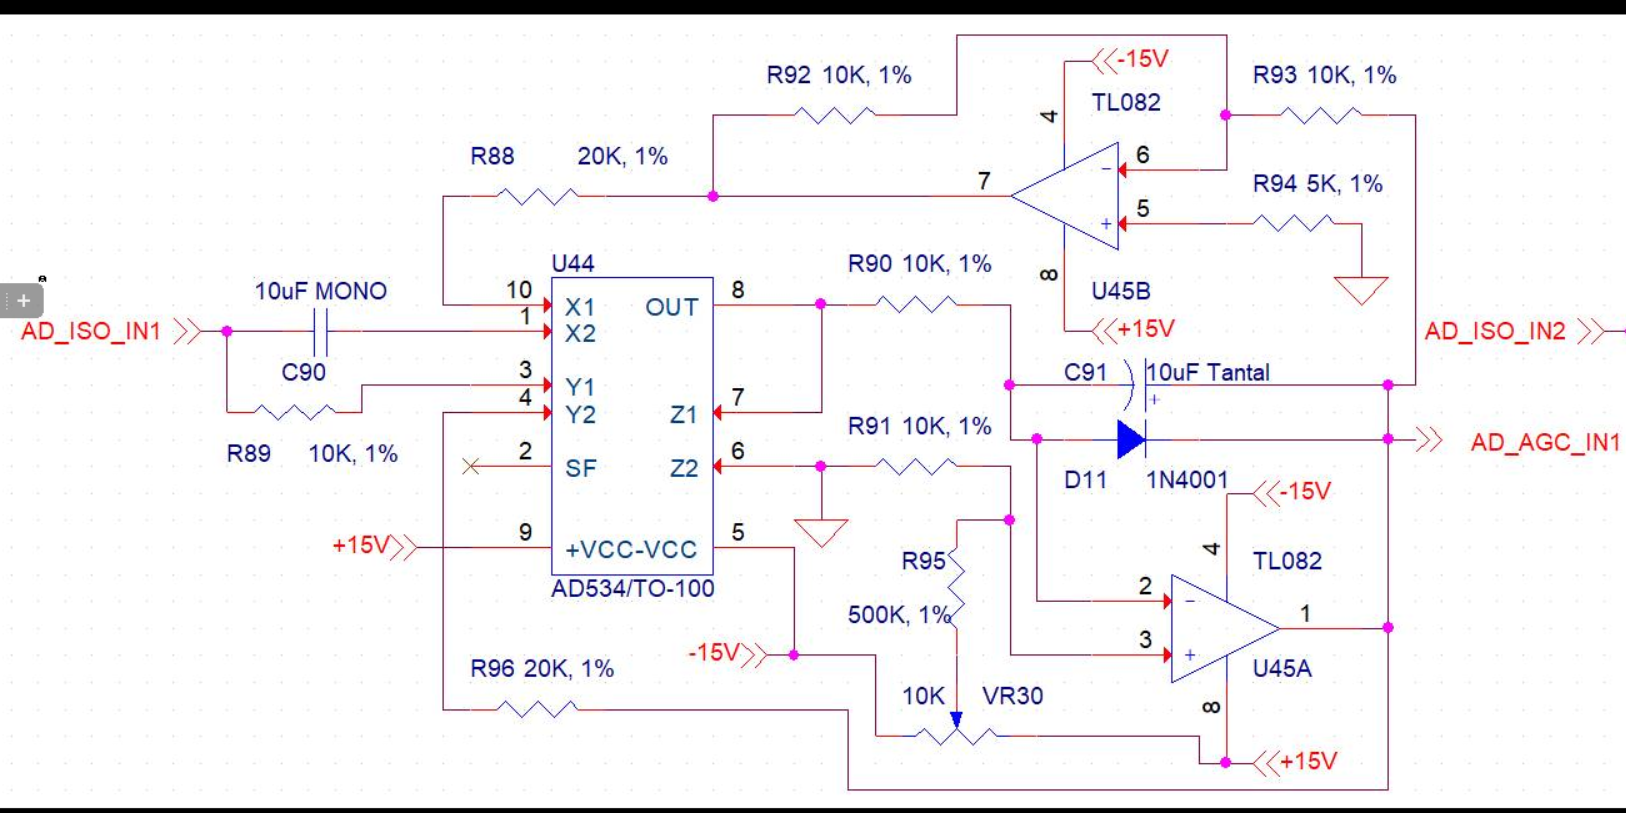 -15V
R92 10K, 1%
R93 10K, 1%
TL082
4
R88 20K, 1%
6
7
R94 5K, 1%
5
−
+
U44
R90 10K, 1%
8
U45B
10uF MONO
10
X1
OUT
8
+15V
AD_ISO_IN1
1
X2
AD_ISO_IN2
C90
3
Y1
C91
10uF Tantal
+
4
Y2
Z1
7
R91 10K, 1%
R89 10K, 1%
2
SF
Z2
6
AD_AGC_IN1
D11
1N4001
-15V
+15V
9
+VCC-VCC
5
4
TL082
R95
AD534/TO-100
500K, 1%
2
−
1
3
+
-15V
R96 20K, 1%
U45A
10K
VR30
8
+15V